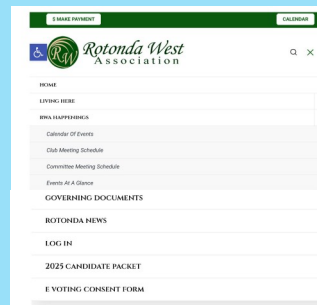 $ MAKE PAYMENT
CALENDAR
RW
Rotonda West
Association
HOME
LIVING HERE
RWA HAPPENINGS
Calendar Of Events
Club Meeting Schedule
Committee Meeting Schedule
Events At A Glance
GOVERNING DOCUMENTS
ROTONDA NEWS
LOG IN
2025 CANDIDATE PACKET
E VOTING CONSENT FORM